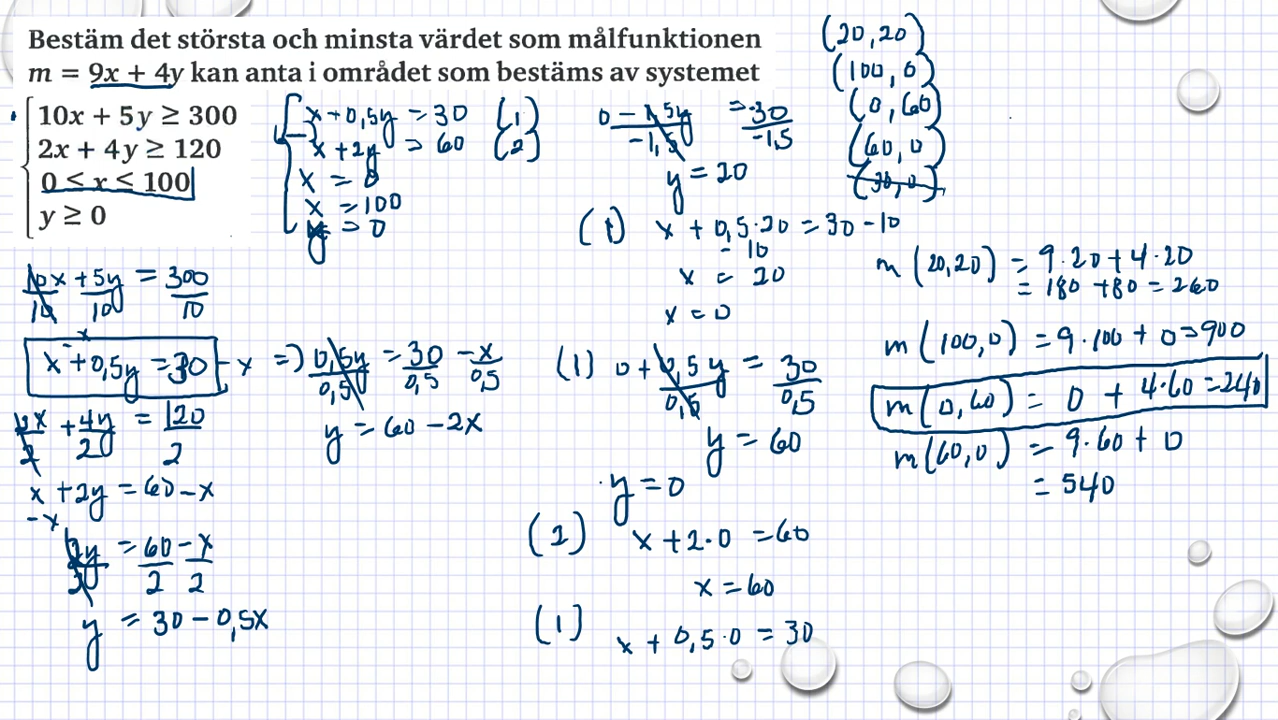 Bestäm det största och minsta värdet som målfunktionen
m = 9x + 4y kan anta i området som bestäms av systemet
10x + 5y ≥ 300
2x + 4y ≥ 120
0 ≤ x ≤ 100
y ≥ 0
x + 0,5y = 30 (1)
x + 2y = 60 (2)
x = 0
x = 100
y = 0
10x/10 + 5y/10 = 300/10
-x
x + 0,5y = 30 - x
=> 0,5y/0,5 = 30/0,5 - x/0,5
y = 60 - 2x
2x/2 + 4y/2 = 120/2
x + 2y = 60 - x
-x
2y/2 = 60/2 - x/2
y = 30 - 0,5x
0 - 1,5y/-1,5 = -30/-1,5
y = 20
(1) x + 0,5·20 = 30 - 10
- 10
x = 20
x = 0
(1) 0 + 0,5y/0,5 = 30/0,5
y = 60
y = 0
(2) x + 2·0 = 60
x = 60
(1) x + 0,5·0 = 30
(20,20)
(100,0)
(0,60)
(60,0)
(30,0)
m(20,20) = 9·20 + 4·20
= 180 + 80 = 260
m(100,0) = 9·100 + 0 = 900
m(0,60) = 0 + 4·60 = 240
m(60,0) = 9·60 + 0
= 540